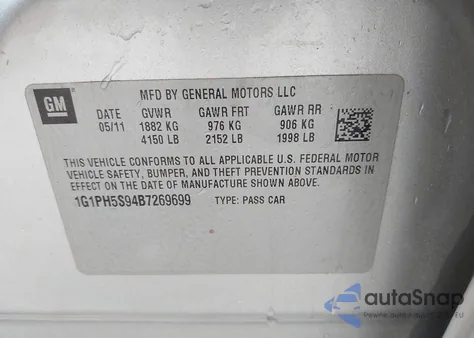 GM
MFD BY GENERAL MOTORS LLC
DATE GVWR GAWR FRT GAWR RR
05/11 1882 KG 976 KG 906 KG
4150 LB 2152 LB 1998 LB
THIS VEHICLE CONFORMS TO ALL APPLICABLE U.S. FEDERAL MOTOR
VEHICLE SAFETY, BUMPER, AND THEFT PREVENTION STANDARDS IN
EFFECT ON THE DATE OF MANUFACTURE SHOWN ABOVE.
1G1PH5S94B7269699 TYPE: PASS CAR
autoSnap